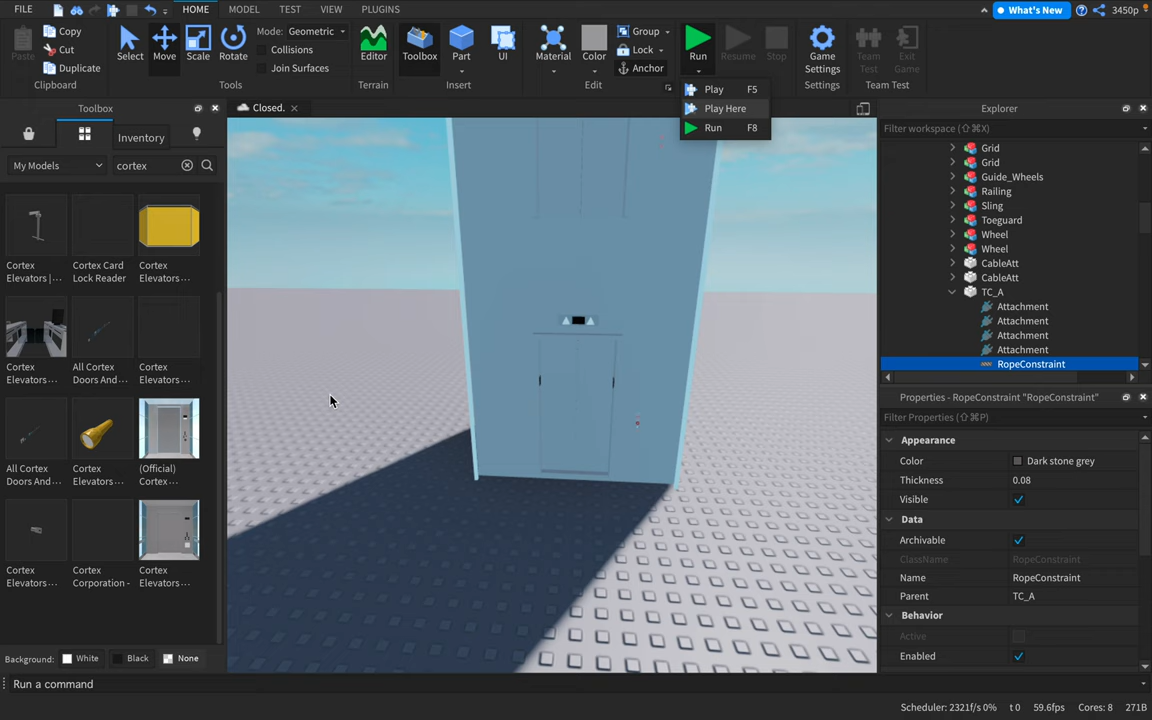 FILE
HOME
MODEL
TEST
VIEW
PLUGINS
What's New
3450p
Paste
Copy
Cut
Duplicate
Clipboard
Select
Move
Scale
Rotate
Mode: Geometric
Collisions
Join Surfaces
Tools
Editor
Terrain
Toolbox
Part
UI
Insert
Material
Color
Group
Lock
Anchor
Edit
Run
Resume
Stop
Game
Settings
Settings
Team
Test
Exit
Game
Team Test
Play F5
Play Here
Run F8
Toolbox
Inventory
My Models
cortex
Cortex
Elevators |...
Cortex Card
Lock Reader
Cortex
Elevators...
Cortex
Elevators...
All Cortex
Doors And...
Cortex
Elevators...
All Cortex
Doors And...
Cortex
Elevators...
(Official)
Cortex...
Cortex
Elevators...
Cortex
Corporation -
Cortex
Elevators...
Background:
White
Black
None
Closed.
Explorer
Filter workspace (⇧⌘X)
Grid
Grid
Guide_Wheels
Railing
Sling
Toeguard
Wheel
Wheel
CableAtt
CableAtt
TC_A
Attachment
Attachment
Attachment
Attachment
RopeConstraint
Properties - RopeConstraint "RopeConstraint"
Filter Properties (⇧⌘P)
Appearance
Color Dark stone grey
Thickness 0.08
Visible
Data
Archivable
ClassName RopeConstraint
Name RopeConstraint
Parent TC_A
Behavior
Active
Enabled
Run a command
Scheduler: 2321f/s 0% t 0 59.6fps Cores: 8 271B